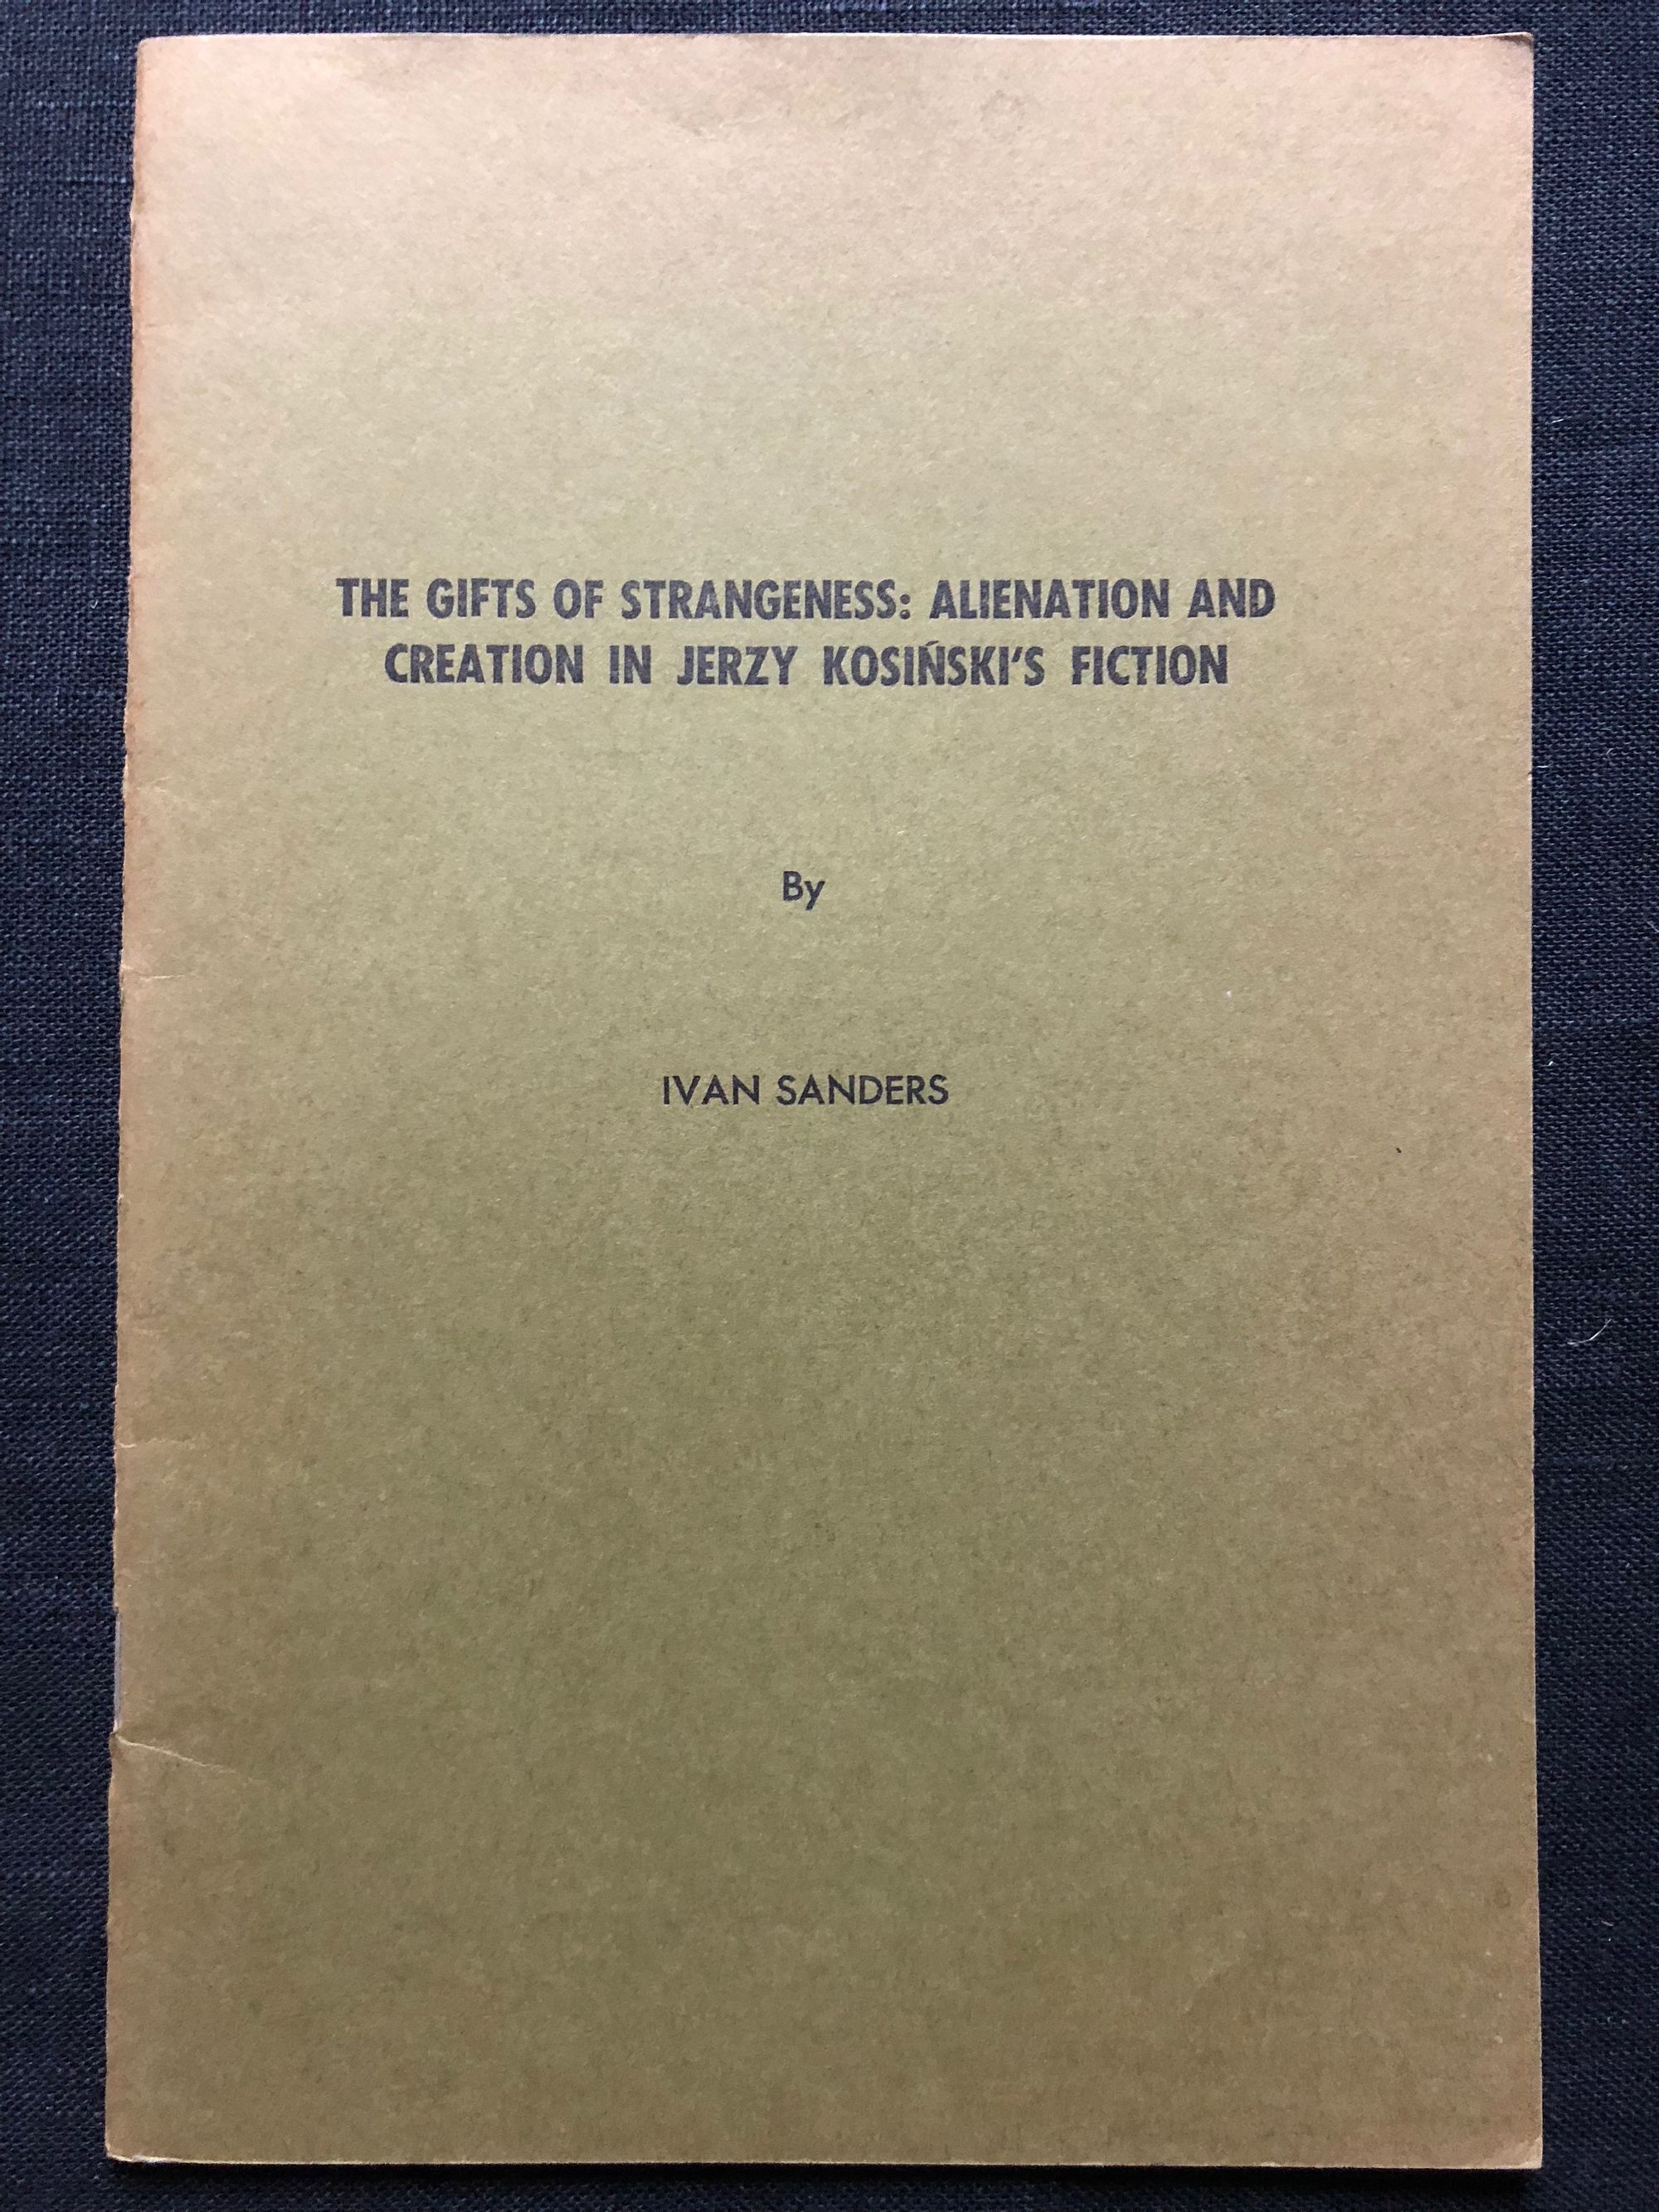 THE GIFTS OF STRANGENESS: ALIENATION AND
CREATION IN JERZY KOSIŃSKI'S FICTION
By
IVAN SANDERS